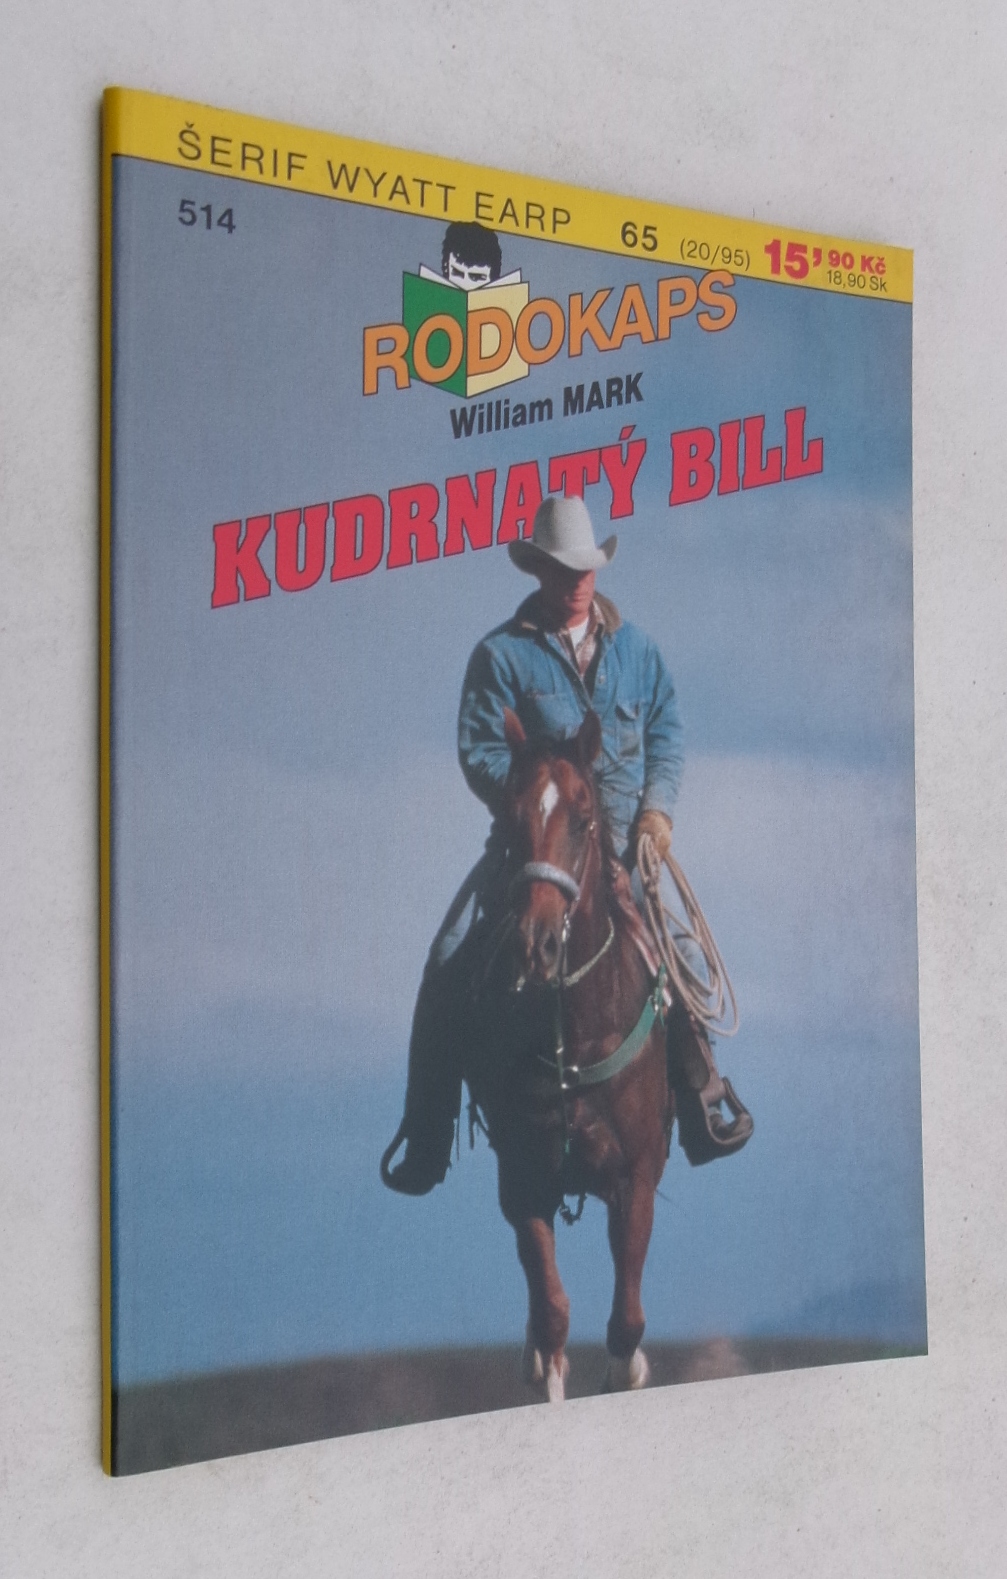 ŠERIF WYATT EARP 65 (20/95) 15,90 Kč
18,90 Sk
514
RODOKAPS
William MARK
KUDRNATÝ BILL